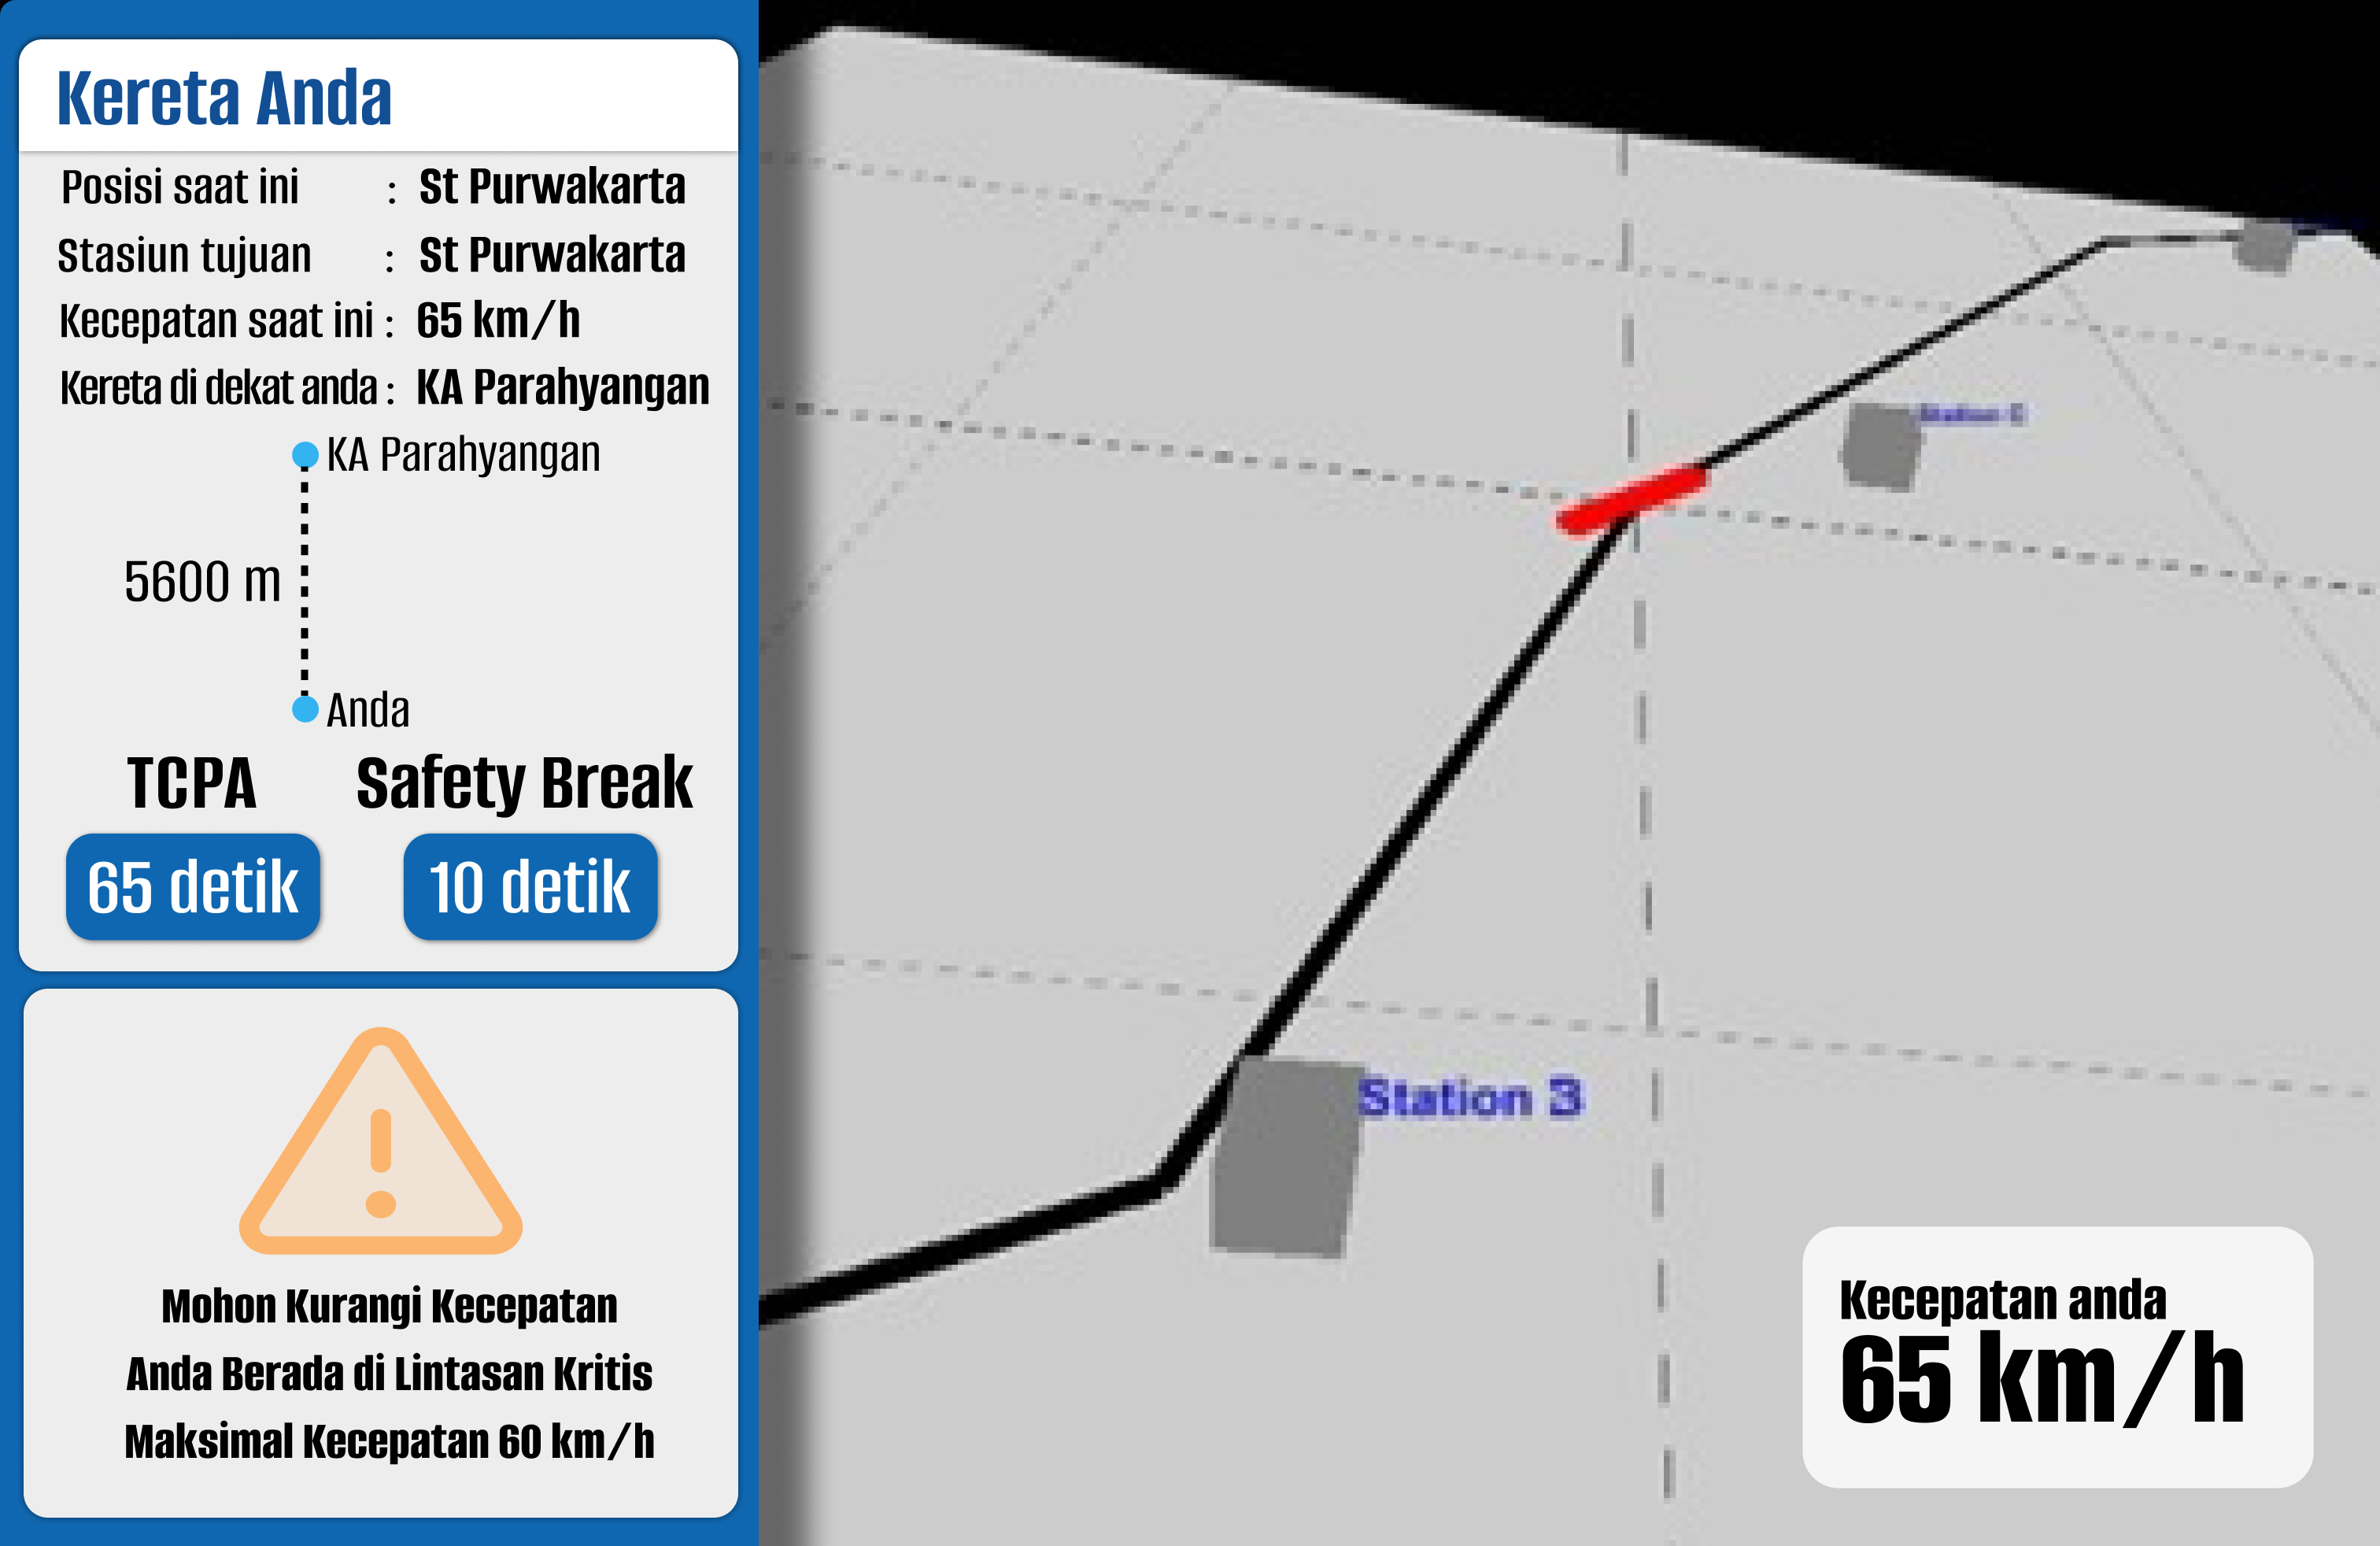 Kereta Anda
Posisi saat ini : St Purwakarta
Stasiun tujuan : St Purwakarta
Kecepatan saat ini : 65 km/h
Kereta di dekat anda : KA Parahyangan
KA Parahyangan
5600 m
Anda
TCPA Safety Break
65 detik 10 detik
Mohon Kurangi Kecepatan
Anda Berada di Lintasan Kritis
Maksimal Kecepatan 60 km/h
Station
Station 3
Kecepatan anda
65 km/h